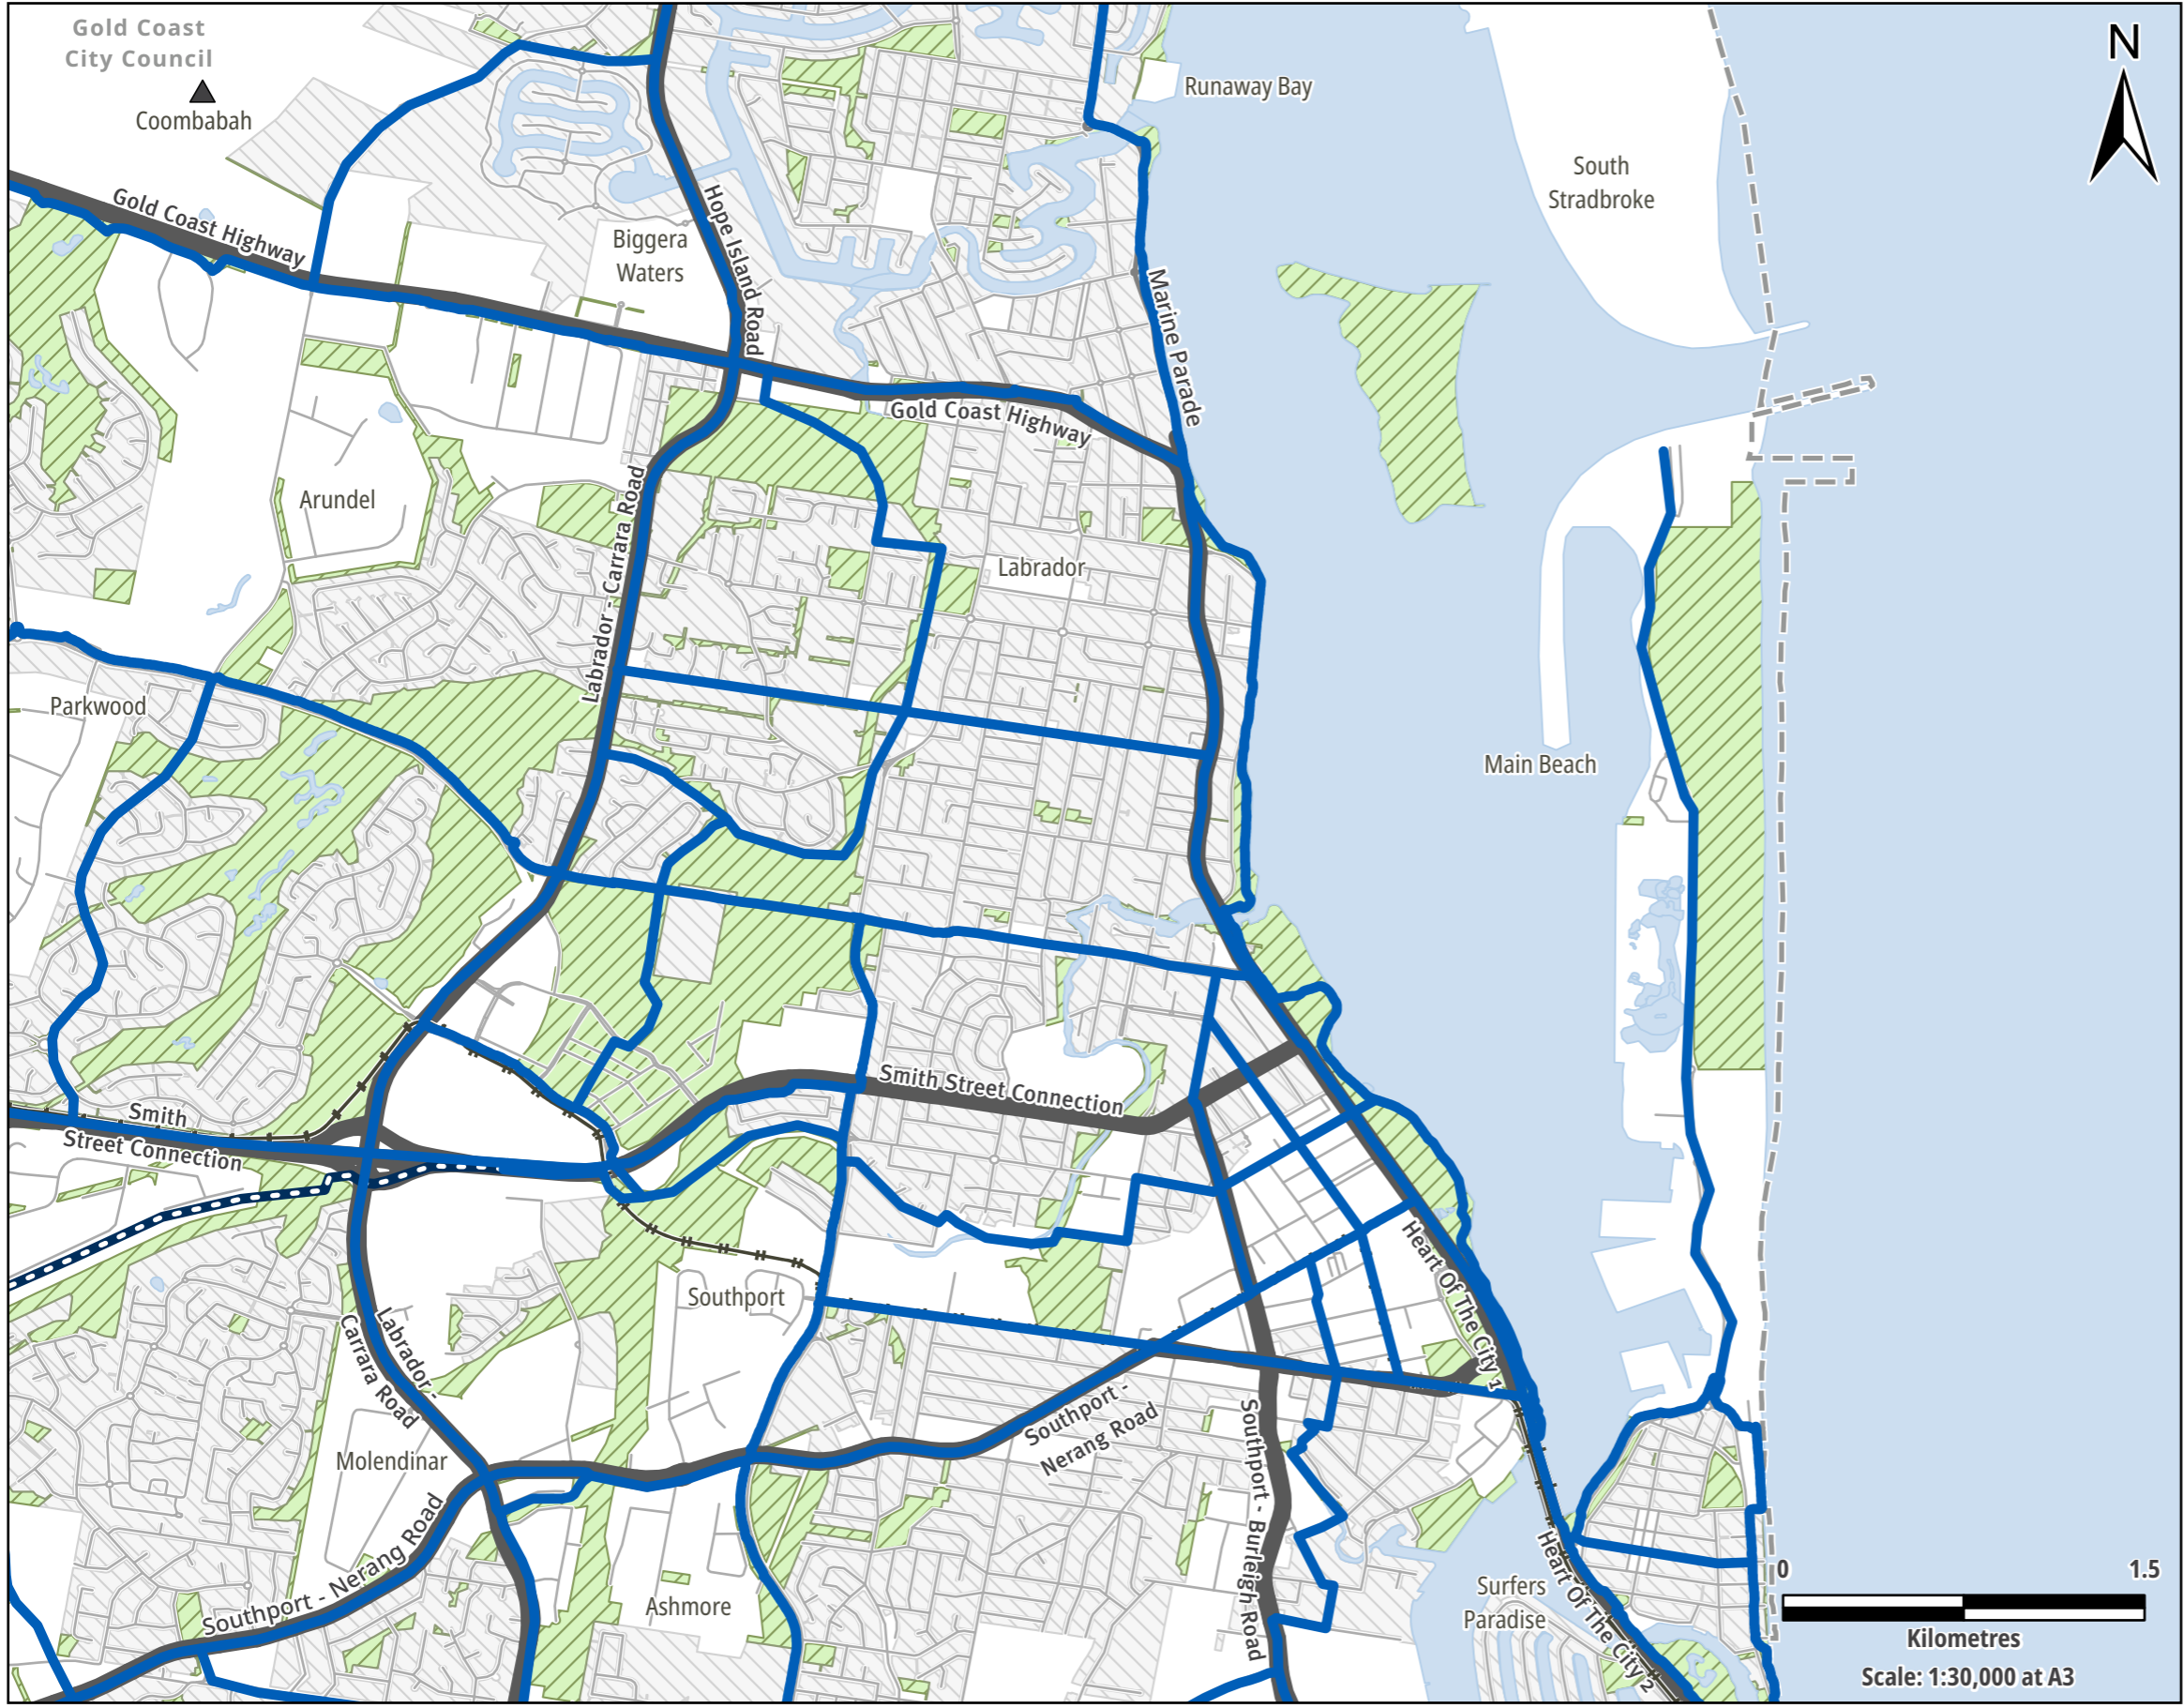 Gold Coast
City Council
Coombabah
N
Runaway Bay
South
Stradbroke
Gold Coast Highway
Biggera
Waters
Hope Island Road
Marine Parade
Gold Coast Highway
Arundel
Labrador - Carrara Road
Labrador
Parkwood
Main Beach
Smith Street Connection
Smith
Street Connection
Heart Of The City 1
Southport
Labrador -
Carrara Road
Southport -
Nerang Road
Molendinar
Southport - Burleigh Road
Southport - Nerang Road
Ashmore
Surfers
Paradise
Heart Of The City 2
0 1.5
Kilometres
Scale: 1:30,000 at A3